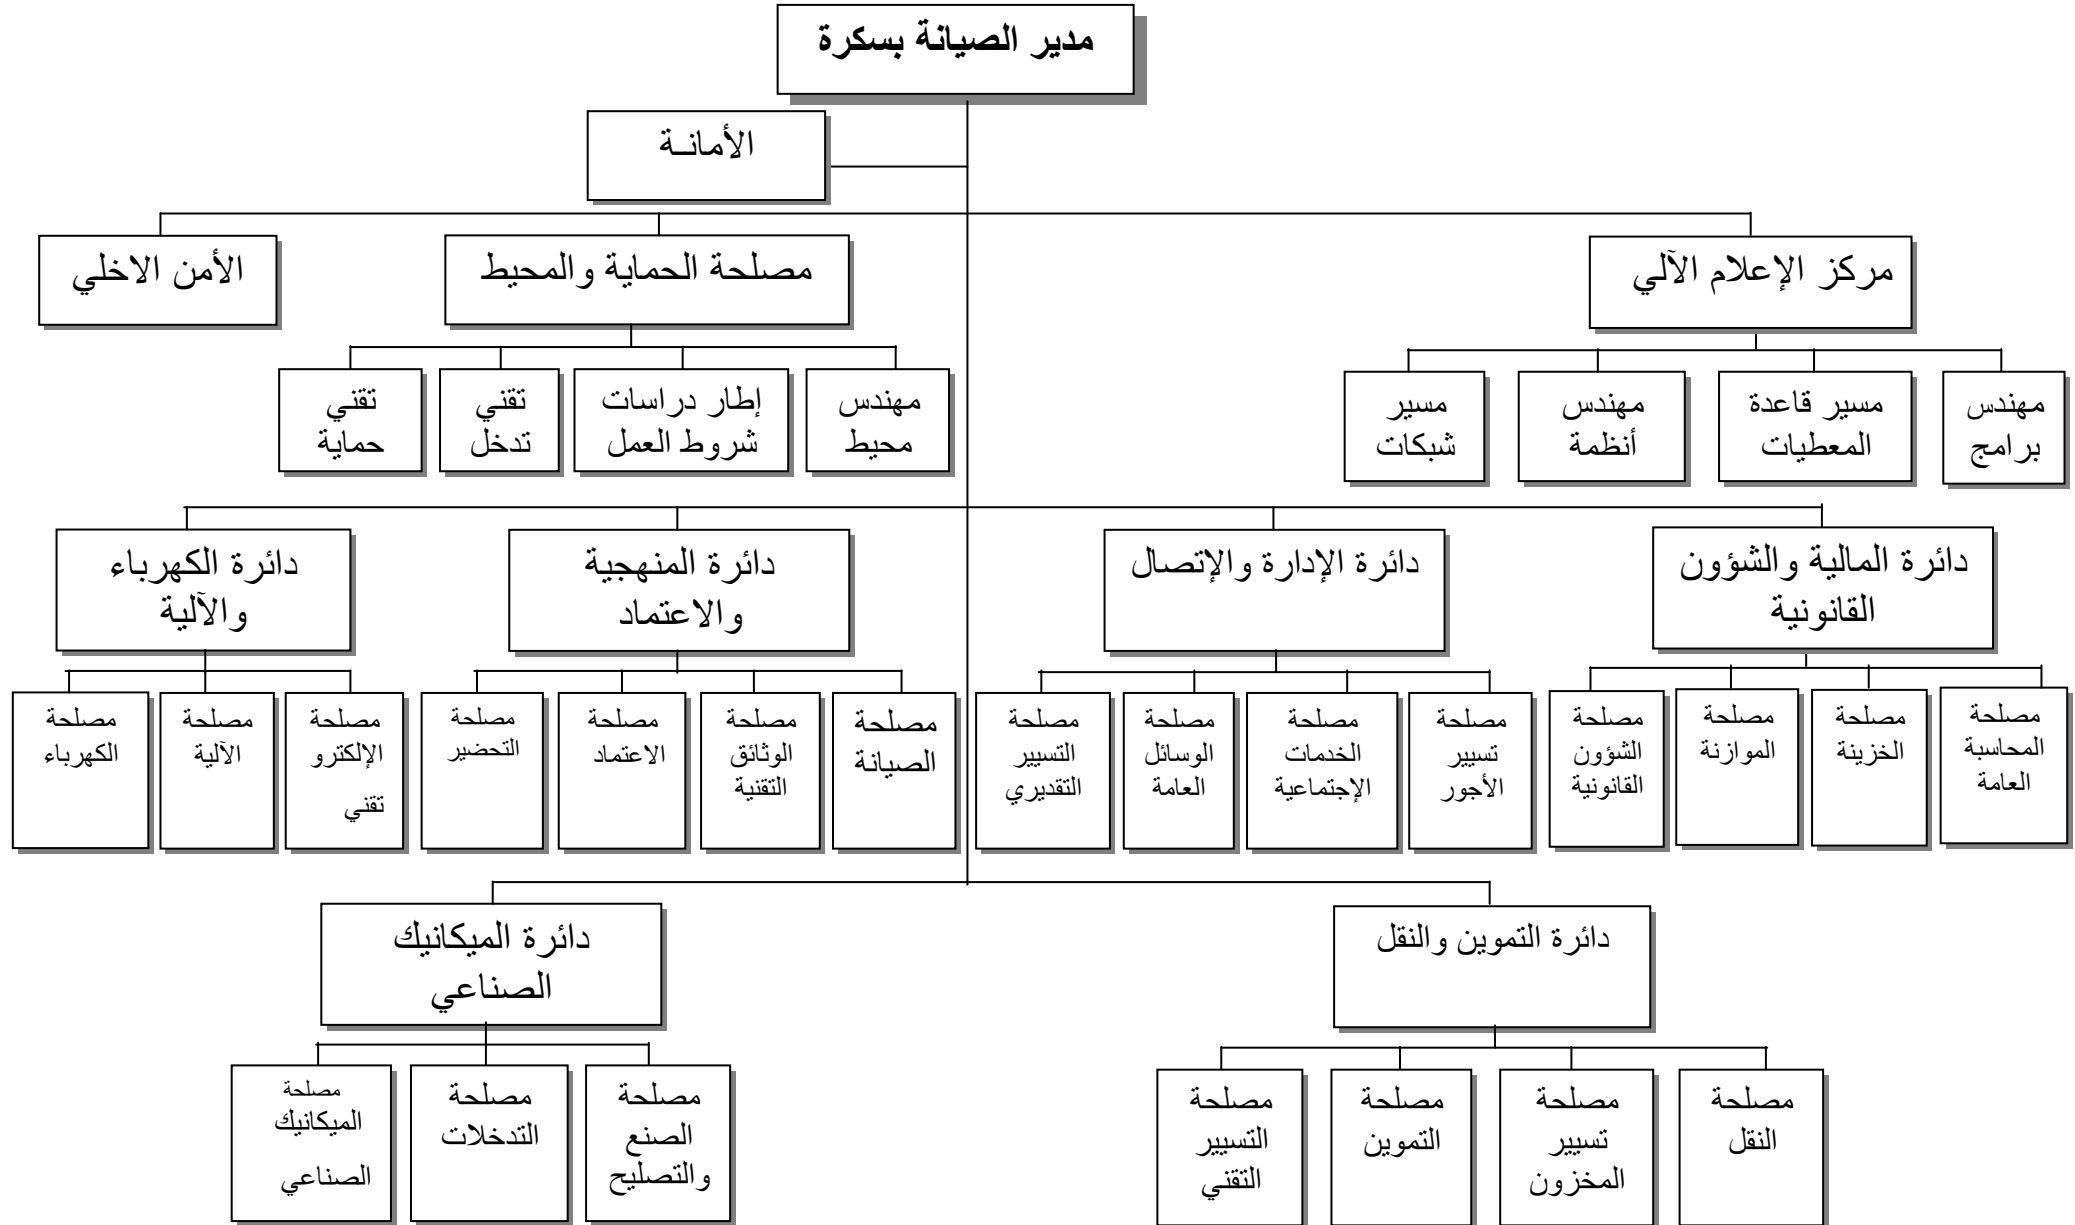 مدير الصيانة بسكرة
الأمانـة
مركز الإعلام الآلي
مصلحة الحماية والمحيط
الأمن الاخلي
مهندس
برامج
مسير قاعدة
المعطيات
مهندس
أنظمة
مسير
شبكات
مهندس
محيط
إطار دراسات
شروط العمل
تقني
تدخل
تقني
حماية
دائرة المالية والشؤون
القانونية
دائرة الإدارة والإتصال
دائرة المنهجية
والاعتماد
دائرة الكهرباء
والآلية
مصلحة
المحاسبة
العامة
مصلحة
الخزينة
مصلحة
الموازنة
مصلحة
الشؤون
القانونية
مصلحة
تسيير
الأجور
مصلحة
الخدمات
الإجتماعية
مصلحة
الوسائل
العامة
مصلحة
التسيير
التقديري
مصلحة
الصيانة
مصلحة
الوثائق
التقنية
مصلحة
الاعتماد
مصلحة
التحضير
مصلحة
الإلكترو
تقني
مصلحة
الآلية
مصلحة
الكهرباء
دائرة التموين والنقل
دائرة الميكانيك
الصناعي
مصلحة
النقل
مصلحة
تسيير
المخزون
مصلحة
التموين
مصلحة
التسيير
التقني
مصلحة
الصنع
والتصليح
مصلحة
التدخلات
مصلحة
الميكانيك
الصناعي